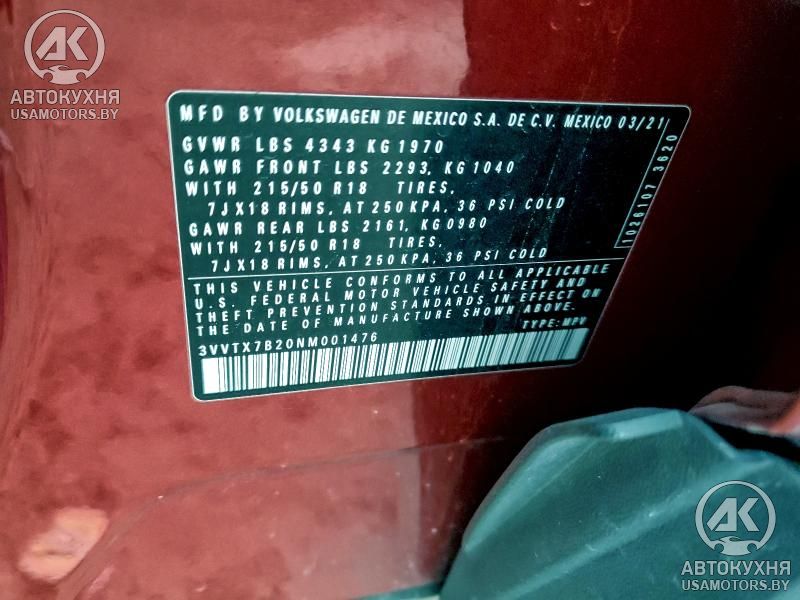 АК
АВТОКУХНЯ
USAMOTORS.BY
MFD BY VOLKSWAGEN DE MEXICO S.A. DE C.V. MEXICO 03/21
GVWR LBS 4343 KG 1970
GAWR FRONT LBS 2293, KG 1040
WITH 215/50 R18 TIRES,
7JX18 RIMS, AT 250 KPA, 36 PSI COLD
GAWR REAR LBS 2161, KG0980
WITH 215/50 R18 TIRES,
7JX18 RIMS, AT 250 KPA, 36 PSI COLD
THIS VEHICLE CONFORMS TO ALL APPLICABLE
U.S. FEDERAL MOTOR VEHICLE SAFETY AND
THEFT PREVENTION STANDARDS IN EFFECT ON
THE DATE OF MANUFACTURE SHOWN ABOVE.
3VVTX7B20NM001476 TYPE: MPV
1026107 3620
АК
АВТОКУХНЯ
USAMOTORS.BY